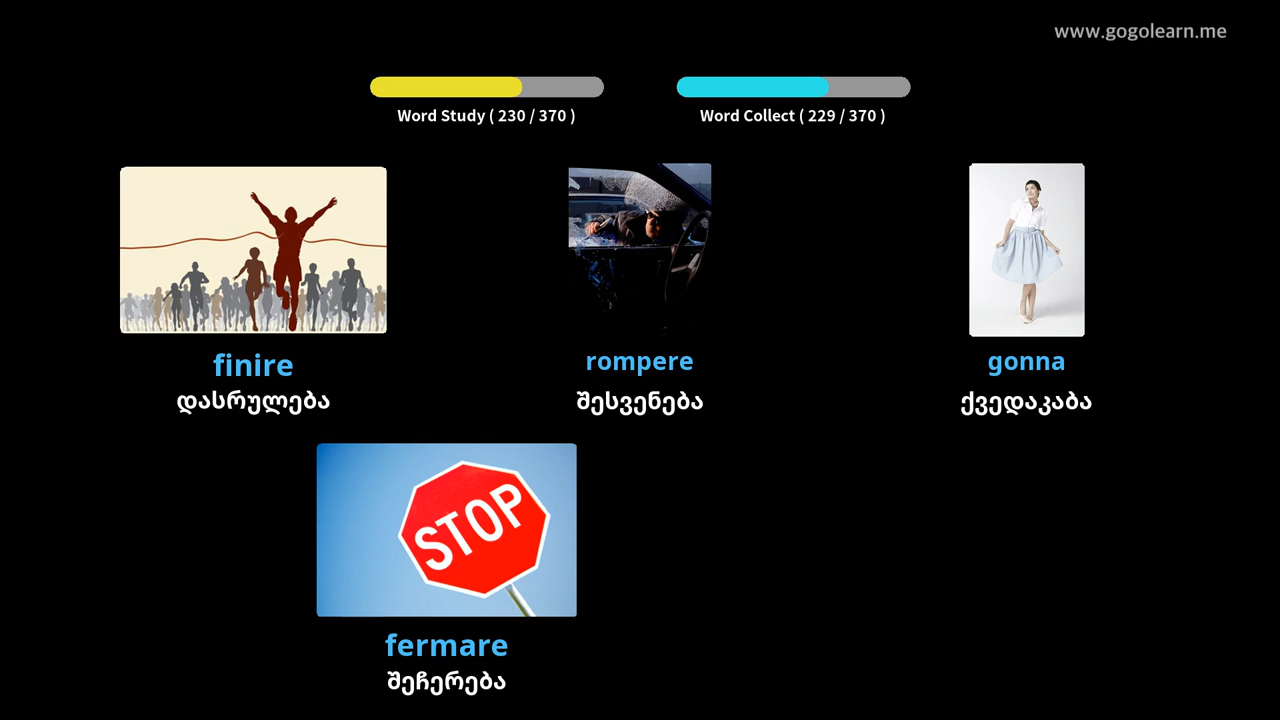 www.gogolearn.me
Word Study ( 230 / 370 )
Word Collect ( 229 / 370 )
finire
დასრულება
rompere
შესვენება
gonna
ქვედაკაბა
STOP
fermare
შეჩერება